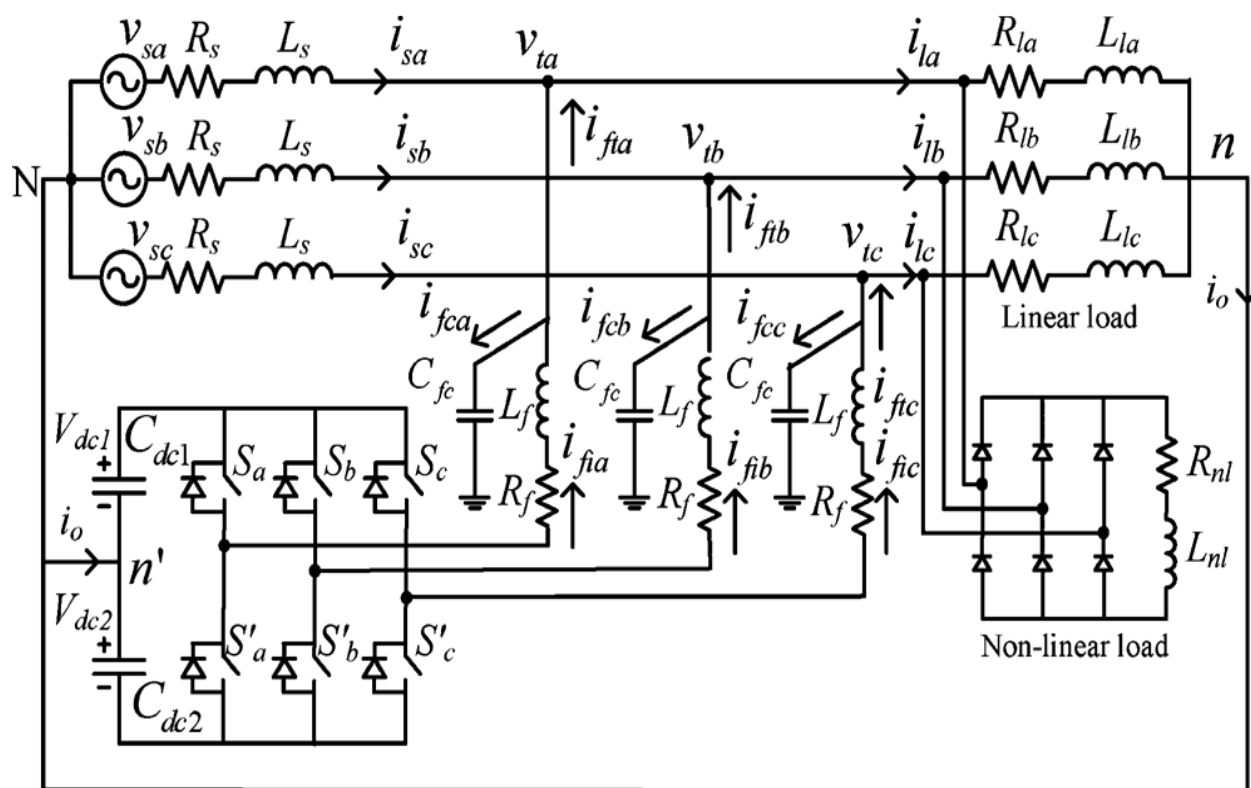 v_sa R_s L_s i_sa v_ta i_la R_la L_la
i_fta
v_sb R_s L_s i_sb v_tb i_lb R_lb L_lb n
N
i_ftb
v_sc R_s L_s i_sc v_tc i_lc R_lc L_lc
i_o
Linear load
i_fca i_fcb i_fcc
C_fc L_f C_fc L_f C_fc L_f i_ftc
V_dc1 + C_dc1 S_a S_b S_c
-
R_f i_fia R_f i_fib R_f i_fic
R_nl
i_o n'
L_nl
V_dc2 + S'_a S'_b S'_c
-
C_dc2
Non-linear load